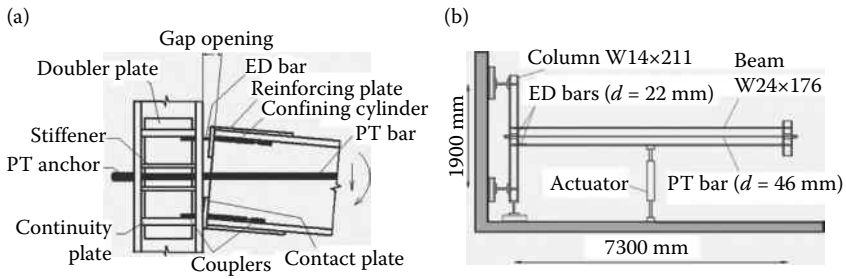 (a)
Gap opening
Doubler plate
ED bar
Reinforcing plate
Confining cylinder
PT bar
Stiffener
PT anchor
Continuity
plate
Couplers
Contact plate
(b)
Column W14×211
Beam
W24×176
ED bars (d = 22 mm)
1900 mm
Actuator
PT bar (d = 46 mm)
7300 mm